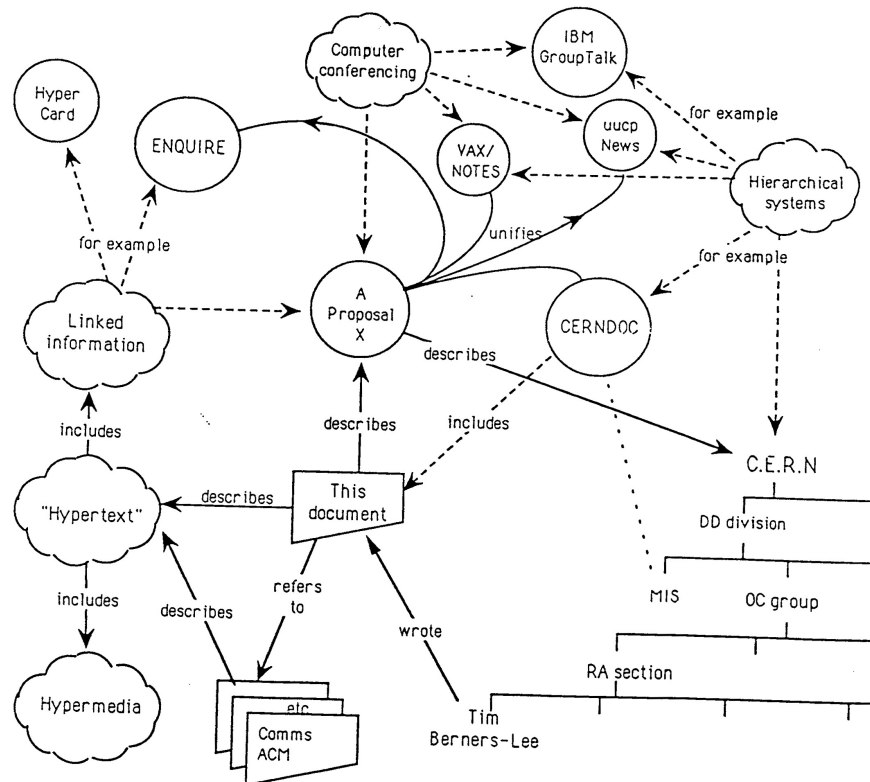 IBM
GroupTalk
Computer
conferencing
Hyper
Card
for example
uucp
News
ENQUIRE
VAX/
NOTES
Hierarchical
systems
unifies
for example
for example
A
Proposal
X
Linked
information
CERNDOC
describes
includes
describes
includes
C.E.R.N
describes
This
document
"Hypertext"
DD division
refers
to
includes
describes
MIS
OC group
wrote
RA section
Hypermedia
etc
Tim
Berners-Lee
Comms
ACM